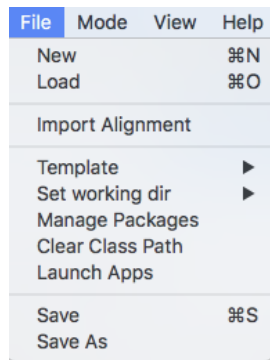 File Mode View Help
New ⌘N
Load ⌘O
Import Alignment
Template ▶
Set working dir ▶
Manage Packages
Clear Class Path
Launch Apps
Save ⌘S
Save As